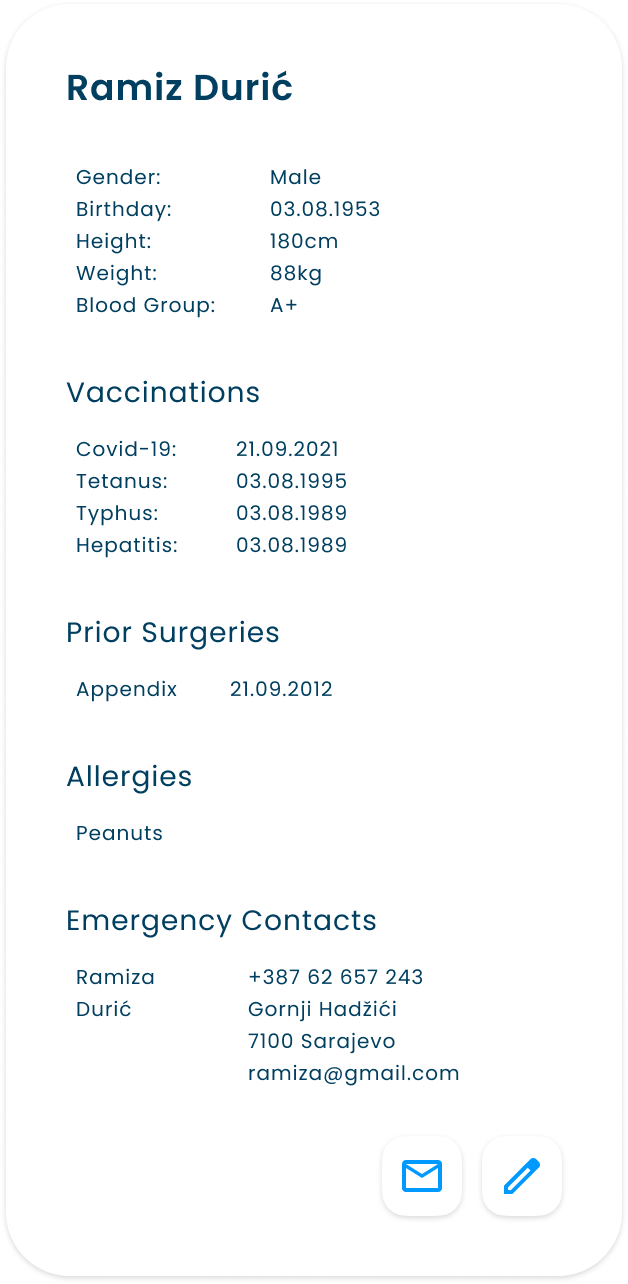 Ramiz Durić
Gender: Male
Birthday: 03.08.1953
Height: 180cm
Weight: 88kg
Blood Group: A+
Vaccinations
Covid-19: 21.09.2021
Tetanus: 03.08.1995
Typhus: 03.08.1989
Hepatitis: 03.08.1989
Prior Surgeries
Appendix 21.09.2012
Allergies
Peanuts
Emergency Contacts
Ramiza +387 62 657 243
Durić Gornji Hadžići
7100 Sarajevo
ramiza@gmail.com